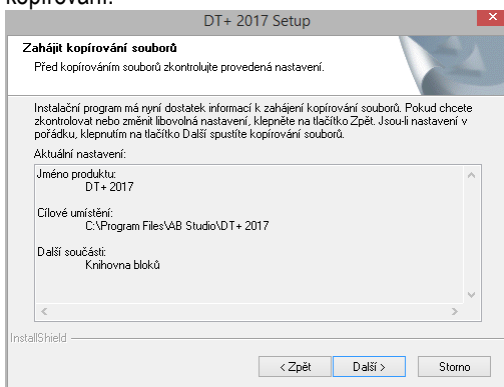 kopírování.
DT+ 2017 Setup
Zahájit kopírování souborů
Před kopírováním souborů zkontrolujte provedená nastavení.
Instalační program má nyní dostatek informací k zahájení kopírování souborů. Pokud chcete
zkontrolovat nebo změnit libovolná nastavení, klepněte na tlačítko Zpět. Jsou-li nastavení v
pořádku, klepnutím na tlačítko Další spustíte kopírování souborů.
Aktuální nastavení:
Jméno produktu:
DT+ 2017
Cílové umístění:
C:\Program Files\AB Studio\DT+ 2017
Další součásti:
Knihovna bloků
InstallShield
< Zpět
Další >
Storno